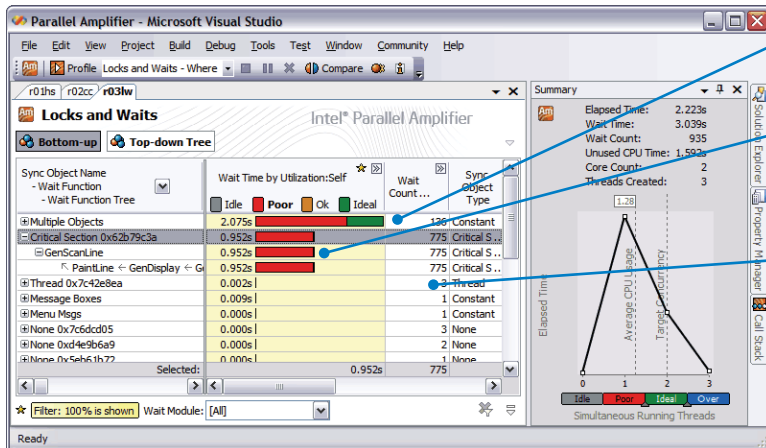 Parallel Amplifier - Microsoft Visual Studio
File Edit View Project Build Debug Tools Test Window Community Help
Profile Locks and Waits - Where Compare
r01hs r02cc r03lw
Locks and Waits
Intel® Parallel Amplifier
Bottom-up Top-down Tree
Sync Object Name
- Wait Function
- Wait Function Tree
Wait Time by Utilization:Self
Idle Poor Ok Ideal
Wait Count...
Sync Object Type
Multiple Objects 2.075s 136 Constant
Critical Section 0x62b79c3a 0.952s 775 Critical S...
GenScanLine 0.952s 775 Critical S...
PaintLine ← GenDisplay ← 0.952s 775 Critical S...
Thread 0x7c42e8ea 0.002s 3 Thread
Message Boxes 0.009s 1 Constant
Menu Msgs 0.000s 1 Constant
None 0x7c6dcd05 0.000s 3 None
None 0xd4e9b6a9 0.000s 2 None
None 0x5eb61b72 0.000s 1 None
Selected: 0.952s 775
Filter: 100% is shown Wait Module: [All]
Ready
Summary
Elapsed Time: 2.223s
Wait Time: 3.039s
Wait Count: 935
Unused CPU Time: 1.592s
Core Count: 2
Threads Created: 3
1.28
Elapsed Time
Average CPU Usage
Target Concurrency
0 1 2 3
Idle Poor Ideal Over
Simultaneous Running Threads
Solution Explorer
Property Manager
Call Stack